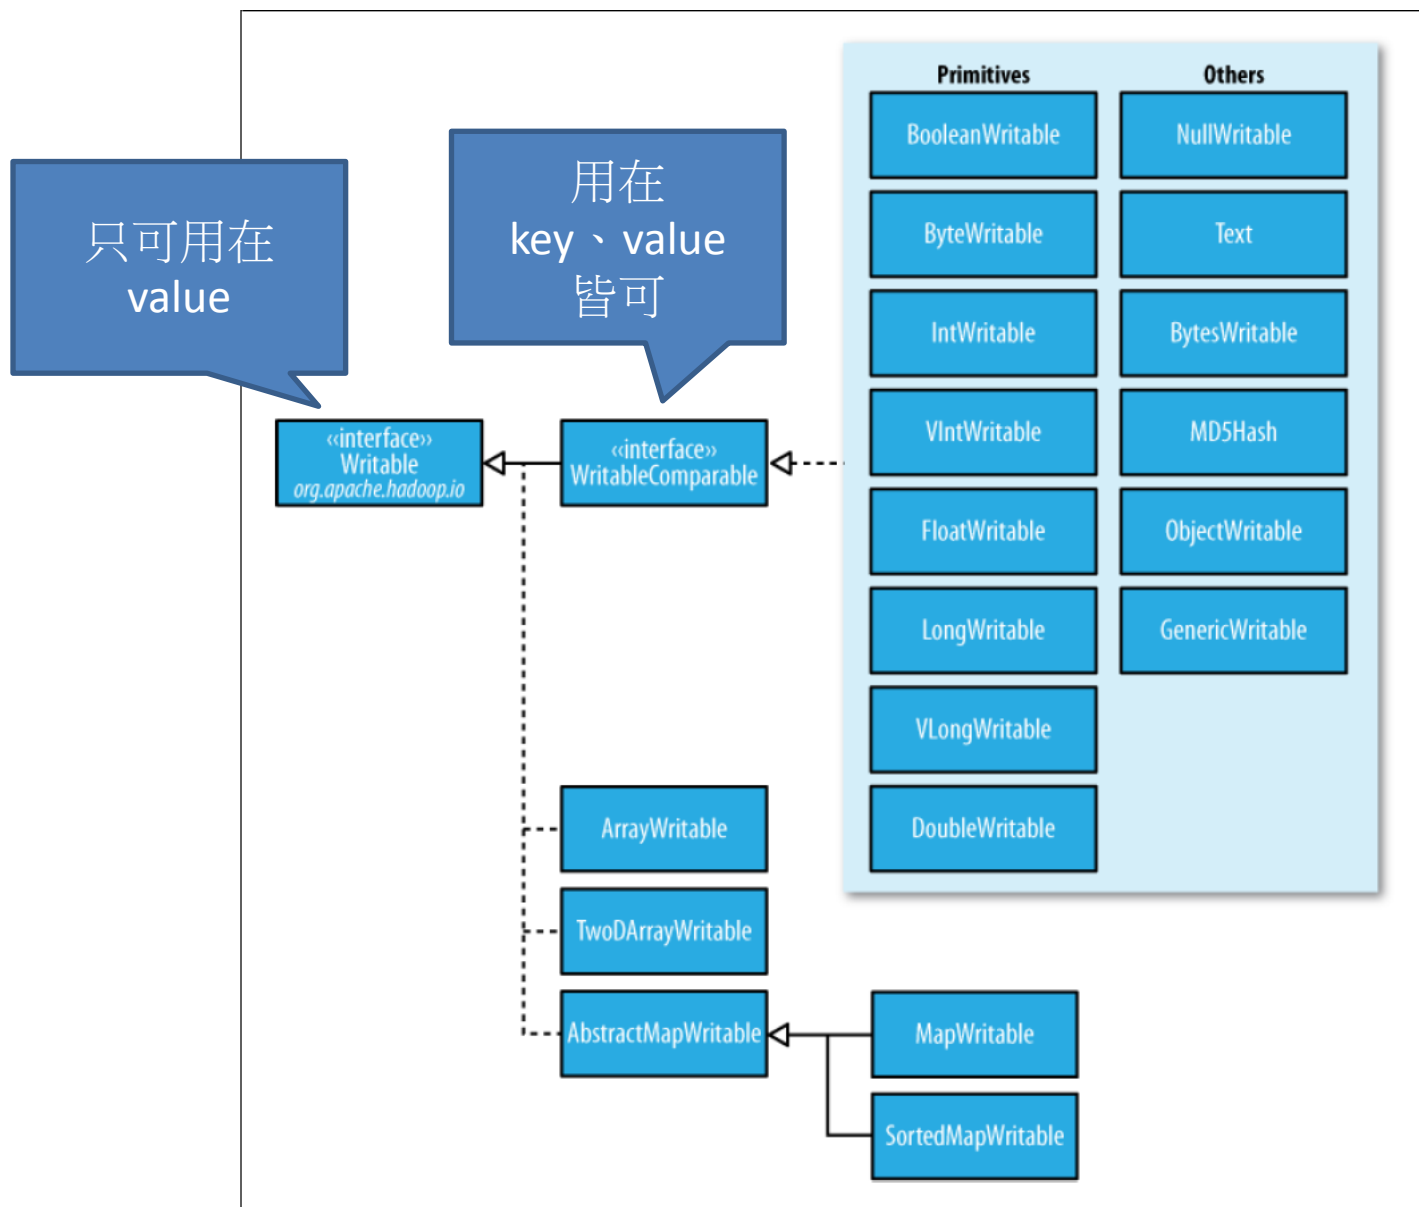 只可用在
value
用在
key、value
皆可
‹‹interface››
Writable
org.apache.hadoop.io
‹‹interface››
WritableComparable
Primitives
BooleanWritable
ByteWritable
IntWritable
VIntWritable
FloatWritable
LongWritable
VLongWritable
DoubleWritable
Others
NullWritable
Text
BytesWritable
MD5Hash
ObjectWritable
GenericWritable
ArrayWritable
TwoDArrayWritable
AbstractMapWritable
MapWritable
SortedMapWritable